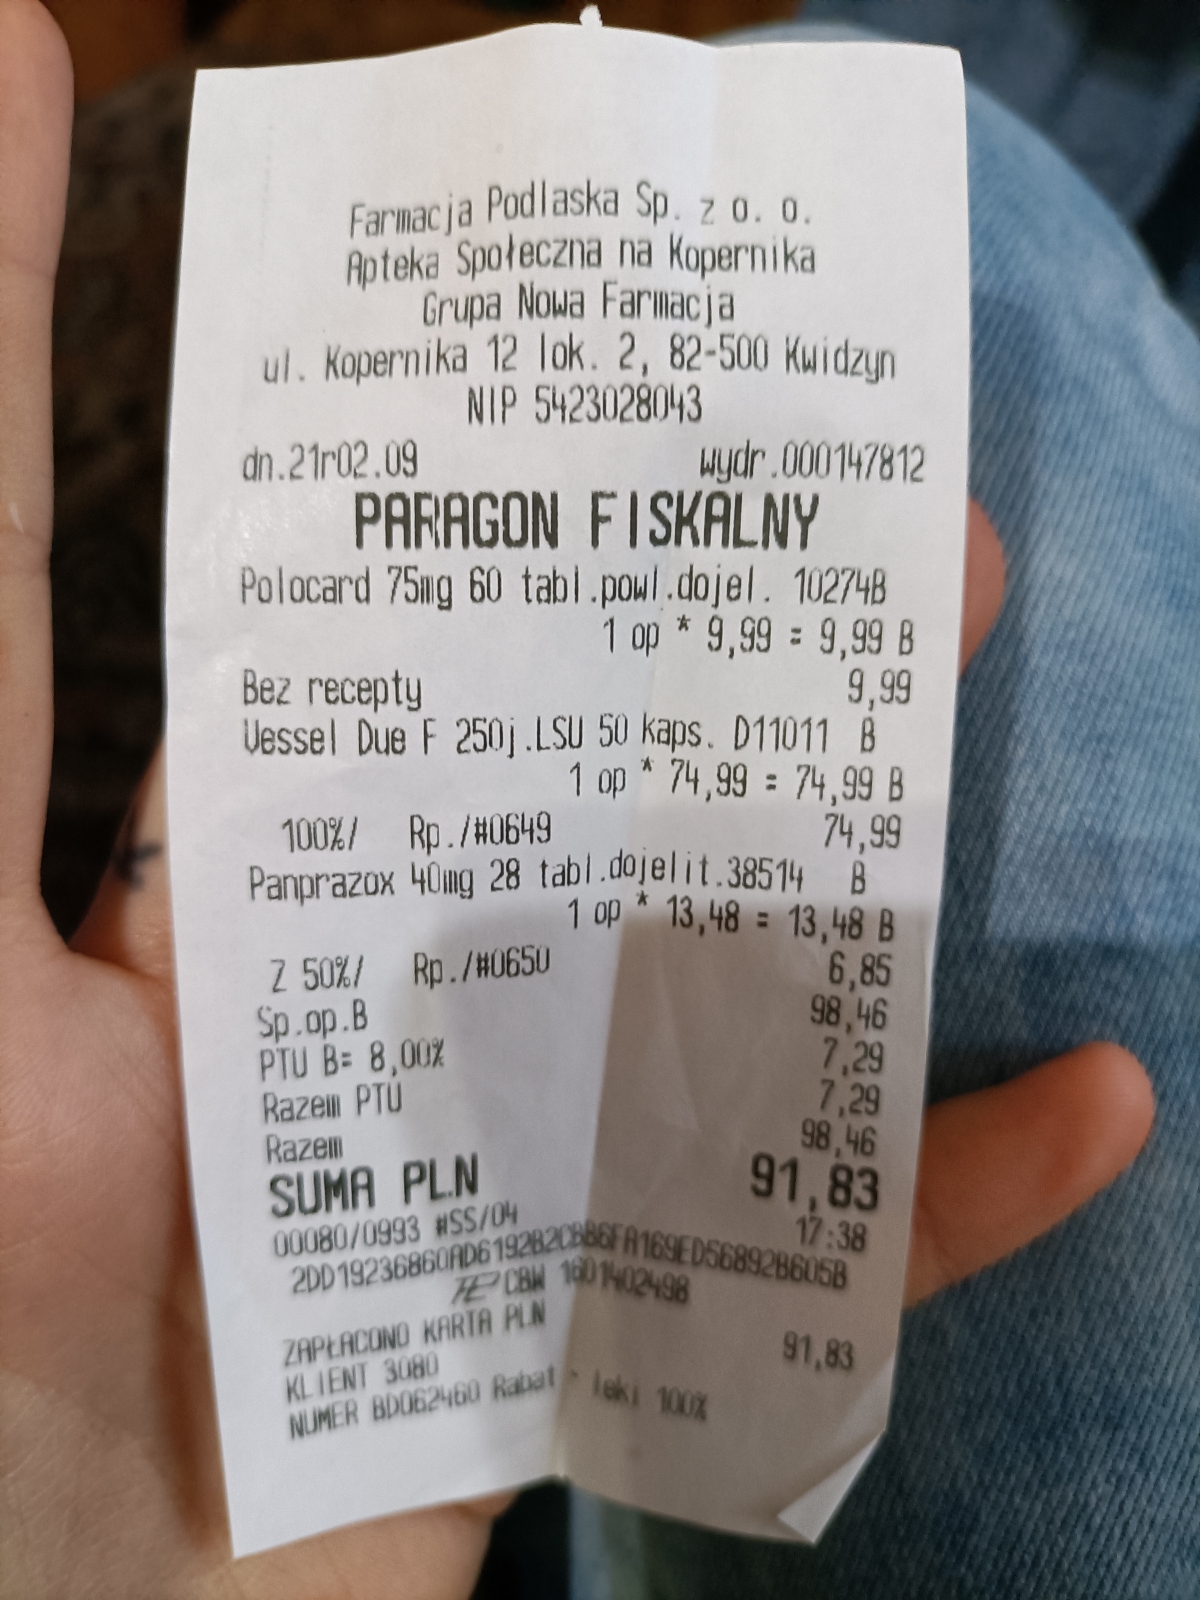 Farmacja Podlaska Sp. z o. o.
Apteka Społeczna na Kopernika
Grupa Nowa Farmacja
ul. Kopernika 12 lok. 2, 82-500 Kwidzyn
NIP 5423028043
dn.21r02.09 wydr.000147812
PARAGON FISKALNY
Polocard 75mg 60 tabl.powl.dojel. 10274B
1 op * 9,99 = 9,99 B
Bez recepty 9,99
Vessel Due F 250j.LSU 50 kaps. D11011 B
1 op * 74,99 = 74,99 B
100%/ Rp./#0649 74,99
Panprazox 40mg 28 tabl.dojelit.38514 B
1 op * 13,48 = 13,48 B
Z 50%/ Rp./#0650 6,85
Sp.op.B 98,46
PTU B= 8,00% 7,29
Razem PTU 7,29
Razem 98,46
SUMA PLN 91,83
00080/0993 #SS/04 17:38
2DD19236860AD6192B2CBB6FA169ED56892B605B
CBW 1601402498
ZAPŁACONO KARTA PLN 91,83
KLIENT 3080
NUMER BDO62460 Rabat - leki 100%